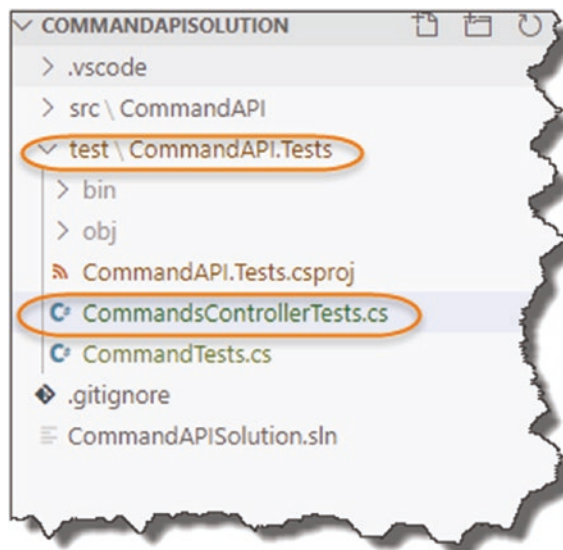 COMMANDAPISOLUTION
.vscode
src \ CommandAPI
test \ CommandAPI.Tests
bin
obj
CommandAPI.Tests.csproj
C# CommandsControllerTests.cs
C# CommandTests.cs
.gitignore
CommandAPISolution.sln